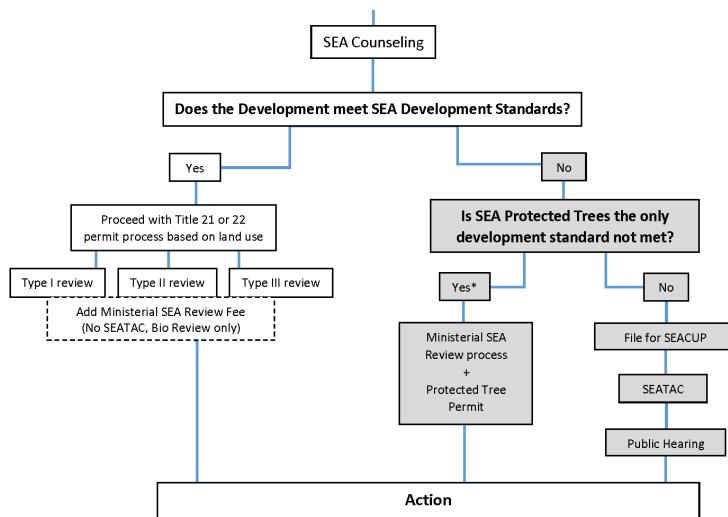 SEA Counseling
Does the Development meet SEA Development Standards?
Yes
No
Proceed with Title 21 or 22
permit process based on land use
Is SEA Protected Trees the only
development standard not met?
Type I review
Type II review
Type III review
Yes*
No
Add Ministerial SEA Review Fee
(No SEATAC, Bio Review only)
Ministerial SEA
Review process
+
Protected Tree
Permit
File for SEACUP
SEATAC
Public Hearing
Action